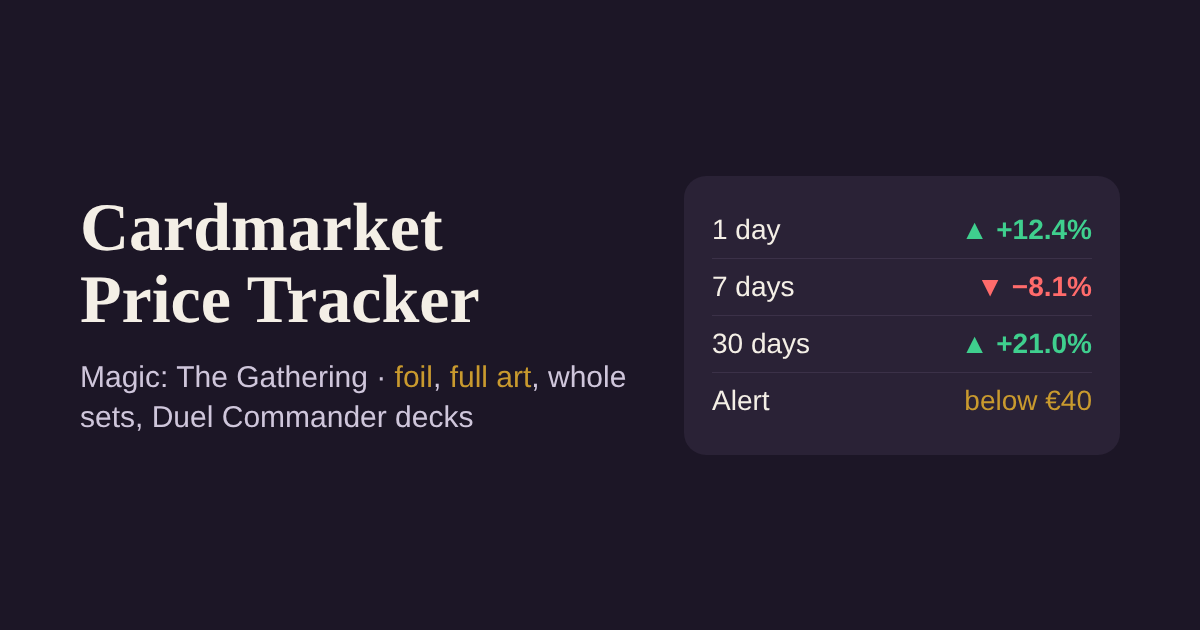 Cardmarket
Price Tracker
Magic: The Gathering · foil, full art, whole
sets, Duel Commander decks
1 day ▲ +12.4%
7 days ▼ −8.1%
30 days ▲ +21.0%
Alert below €40